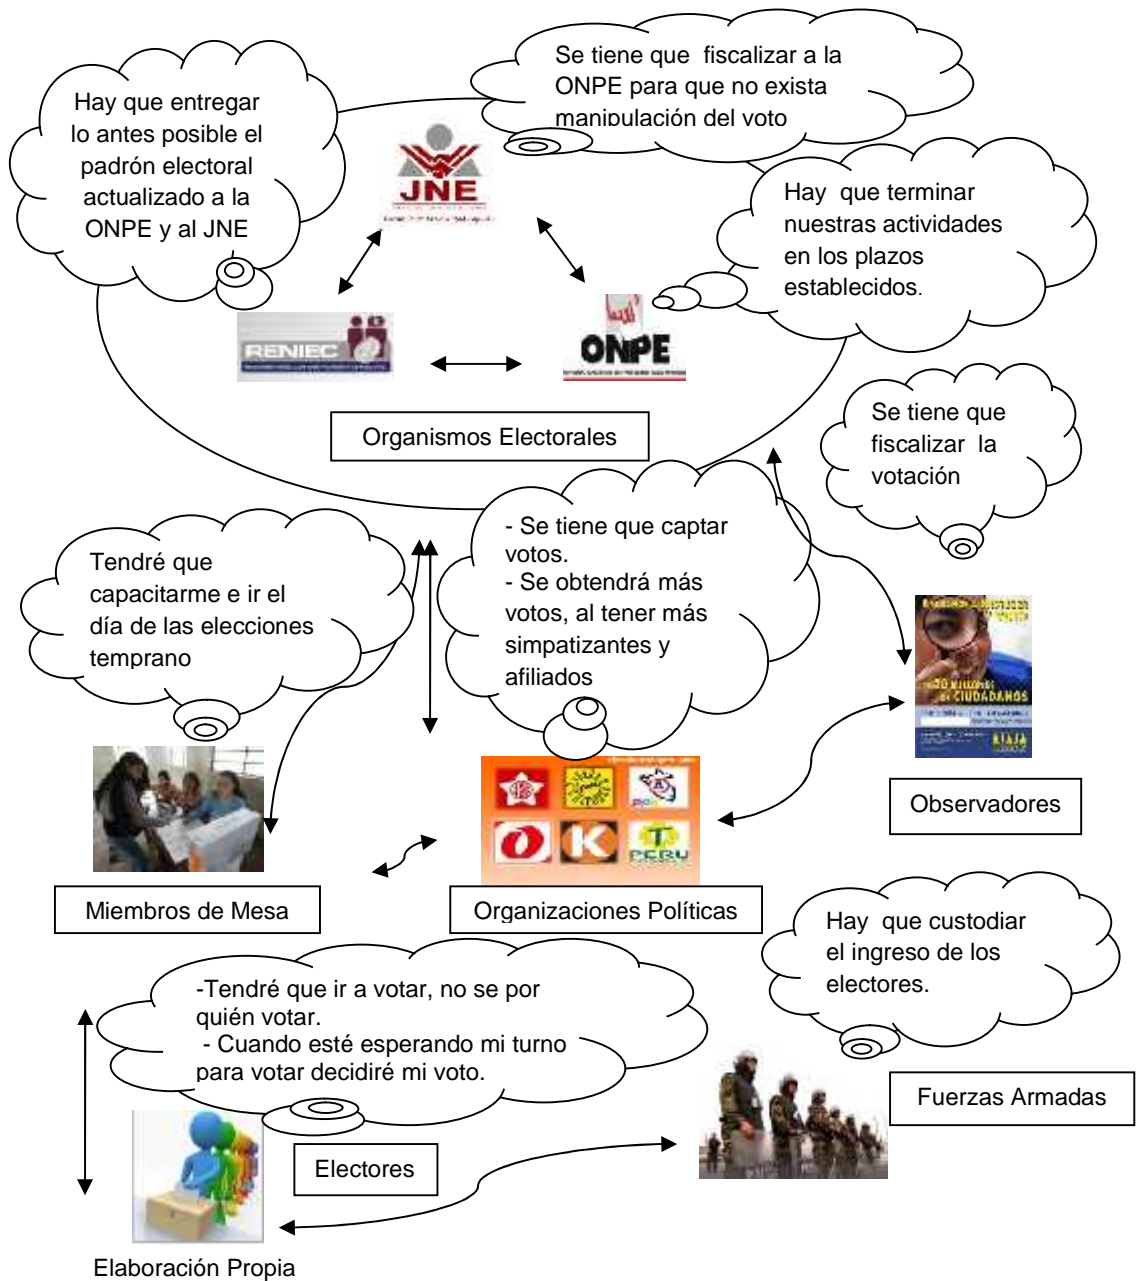 Se tiene que fiscalizar a la
ONPE para que no exista
manipulación del voto
Hay que entregar
lo antes posible el
padrón electoral
actualizado a la
ONPE y al JNE
JNE
Hay que terminar
nuestras actividades
en los plazos
establecidos.
RENIEC
ONPE
Organismos Electorales
Se tiene que
fiscalizar la
votación
- Se tiene que captar
votos.
- Se obtendrá más
votos, al tener más
simpatizantes y
afiliados
Tendré que
capacitarme e ir el
día de las elecciones
temprano
20 MILLONES
DE CIUDADANOS
Observadores
K
T
PERU
Miembros de Mesa
Organizaciones Políticas
Hay que custodiar
el ingreso de los
electores.
-Tendré que ir a votar, no se por
quién votar.
- Cuando esté esperando mi turno
para votar decidiré mi voto.
Fuerzas Armadas
Electores
Elaboración Propia